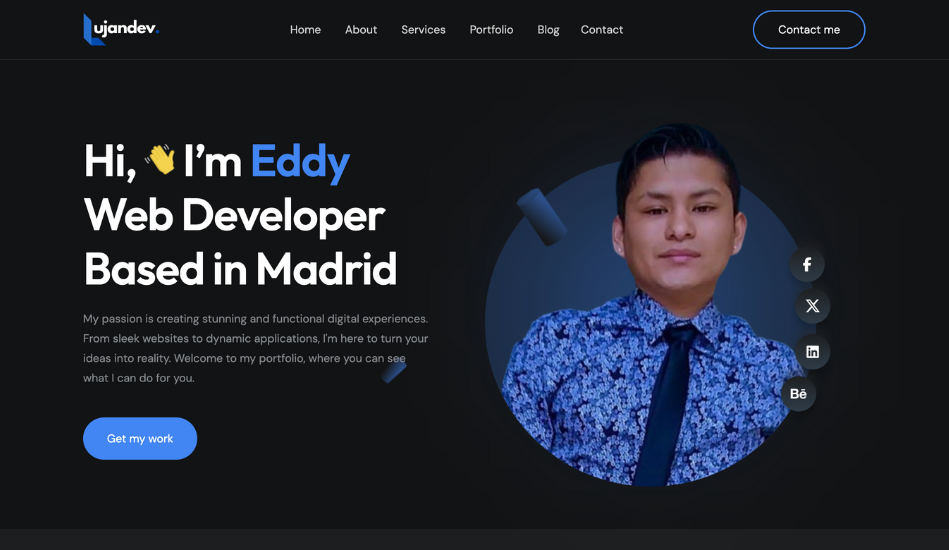 Lujandev.
Home About Services Portfolio Blog Contact
Contact me
Hi, 👋 I'm Eddy
Web Developer
Based in Madrid
My passion is creating stunning and functional digital experiences.
From sleek websites to dynamic applications, I'm here to turn your
ideas into reality. Welcome to my portfolio, where you can see
what I can do for you.
Get my work
f
X
in
Bē